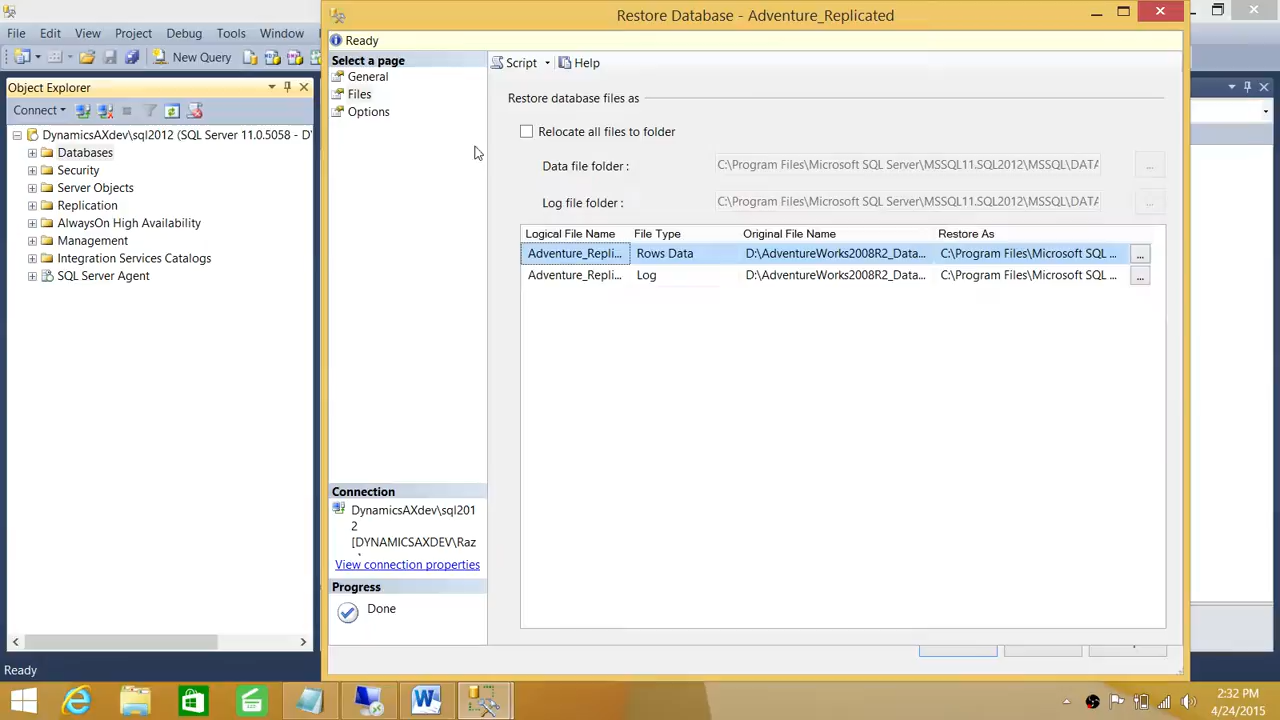 Restore Database - Adventure_Replicated
File Edit View Project Debug Tools Window
Ready
New Query
Select a page
General
Files
Options
Script Help
Object Explorer
Connect
Restore database files as
Relocate all files to folder
Data file folder : C:\Program Files\Microsoft SQL Server\MSSQL11.SQL2012\MSSQL\DATA ...
Log file folder : C:\Program Files\Microsoft SQL Server\MSSQL11.SQL2012\MSSQL\DATA ...
DynamicsAXdev\sql2012 (SQL Server 11.0.5058 - D
Databases
Security
Server Objects
Replication
AlwaysOn High Availability
Management
Integration Services Catalogs
SQL Server Agent
Logical File Name File Type Original File Name Restore As
Adventure_Repli... Rows Data D:\AdventureWorks2008R2_Data... C:\Program Files\Microsoft SQL ... ...
Adventure_Repli... Log D:\AdventureWorks2008R2_Data... C:\Program Files\Microsoft SQL ... ...
Connection
DynamicsAXdev\sql201
2
[DYNAMICSAXDEV\Raz
View connection properties
Progress
Done
Ready
2:32 PM
4/24/2015